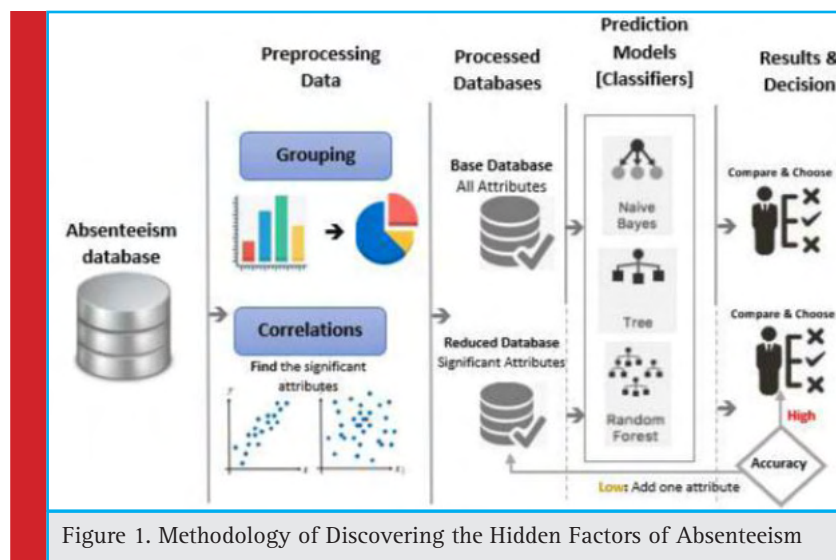 Preprocessing
Data
Processed
Databases
Prediction
Models
[Classifiers]
Results &
Decision
Absenteeism
database
Grouping
Correlations
Find the significant
attributes
Y
X
X₁
Base Database
All Attributes
Reduced Database
Significant Attributes
Naive
Bayes
Tree
Random
Forest
Compare & Choose
Compare & Choose
High
Accuracy
Low: Add one attribute
Figure 1. Methodology of Discovering the Hidden Factors of Absenteeism